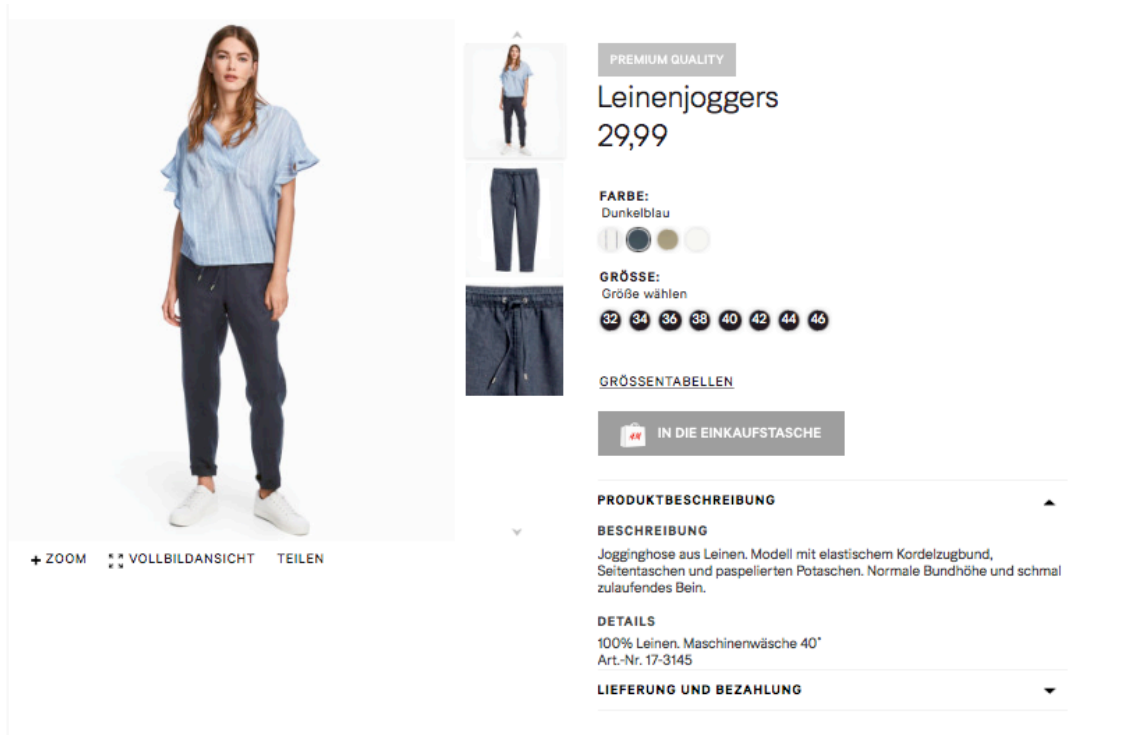 PREMIUM QUALITY
Leinenjoggers
29,99
FARBE:
Dunkelblau
GRÖSSE:
Größe wählen
32 34 36 38 40 42 44 46
GRÖSSENTABELLEN
H&M IN DIE EINKAUFSTASCHE
PRODUKTBESCHREIBUNG
BESCHREIBUNG
Jogginghose aus Leinen. Modell mit elastischem Kordelzugbund,
Seitentaschen und paspelierten Potaschen. Normale Bundhöhe und schmal
zulaufendes Bein.
DETAILS
100% Leinen. Maschinenwäsche 40°
Art.-Nr. 17-3145
LIEFERUNG UND BEZAHLUNG
+ ZOOM VOLLBILDANSICHT TEILEN